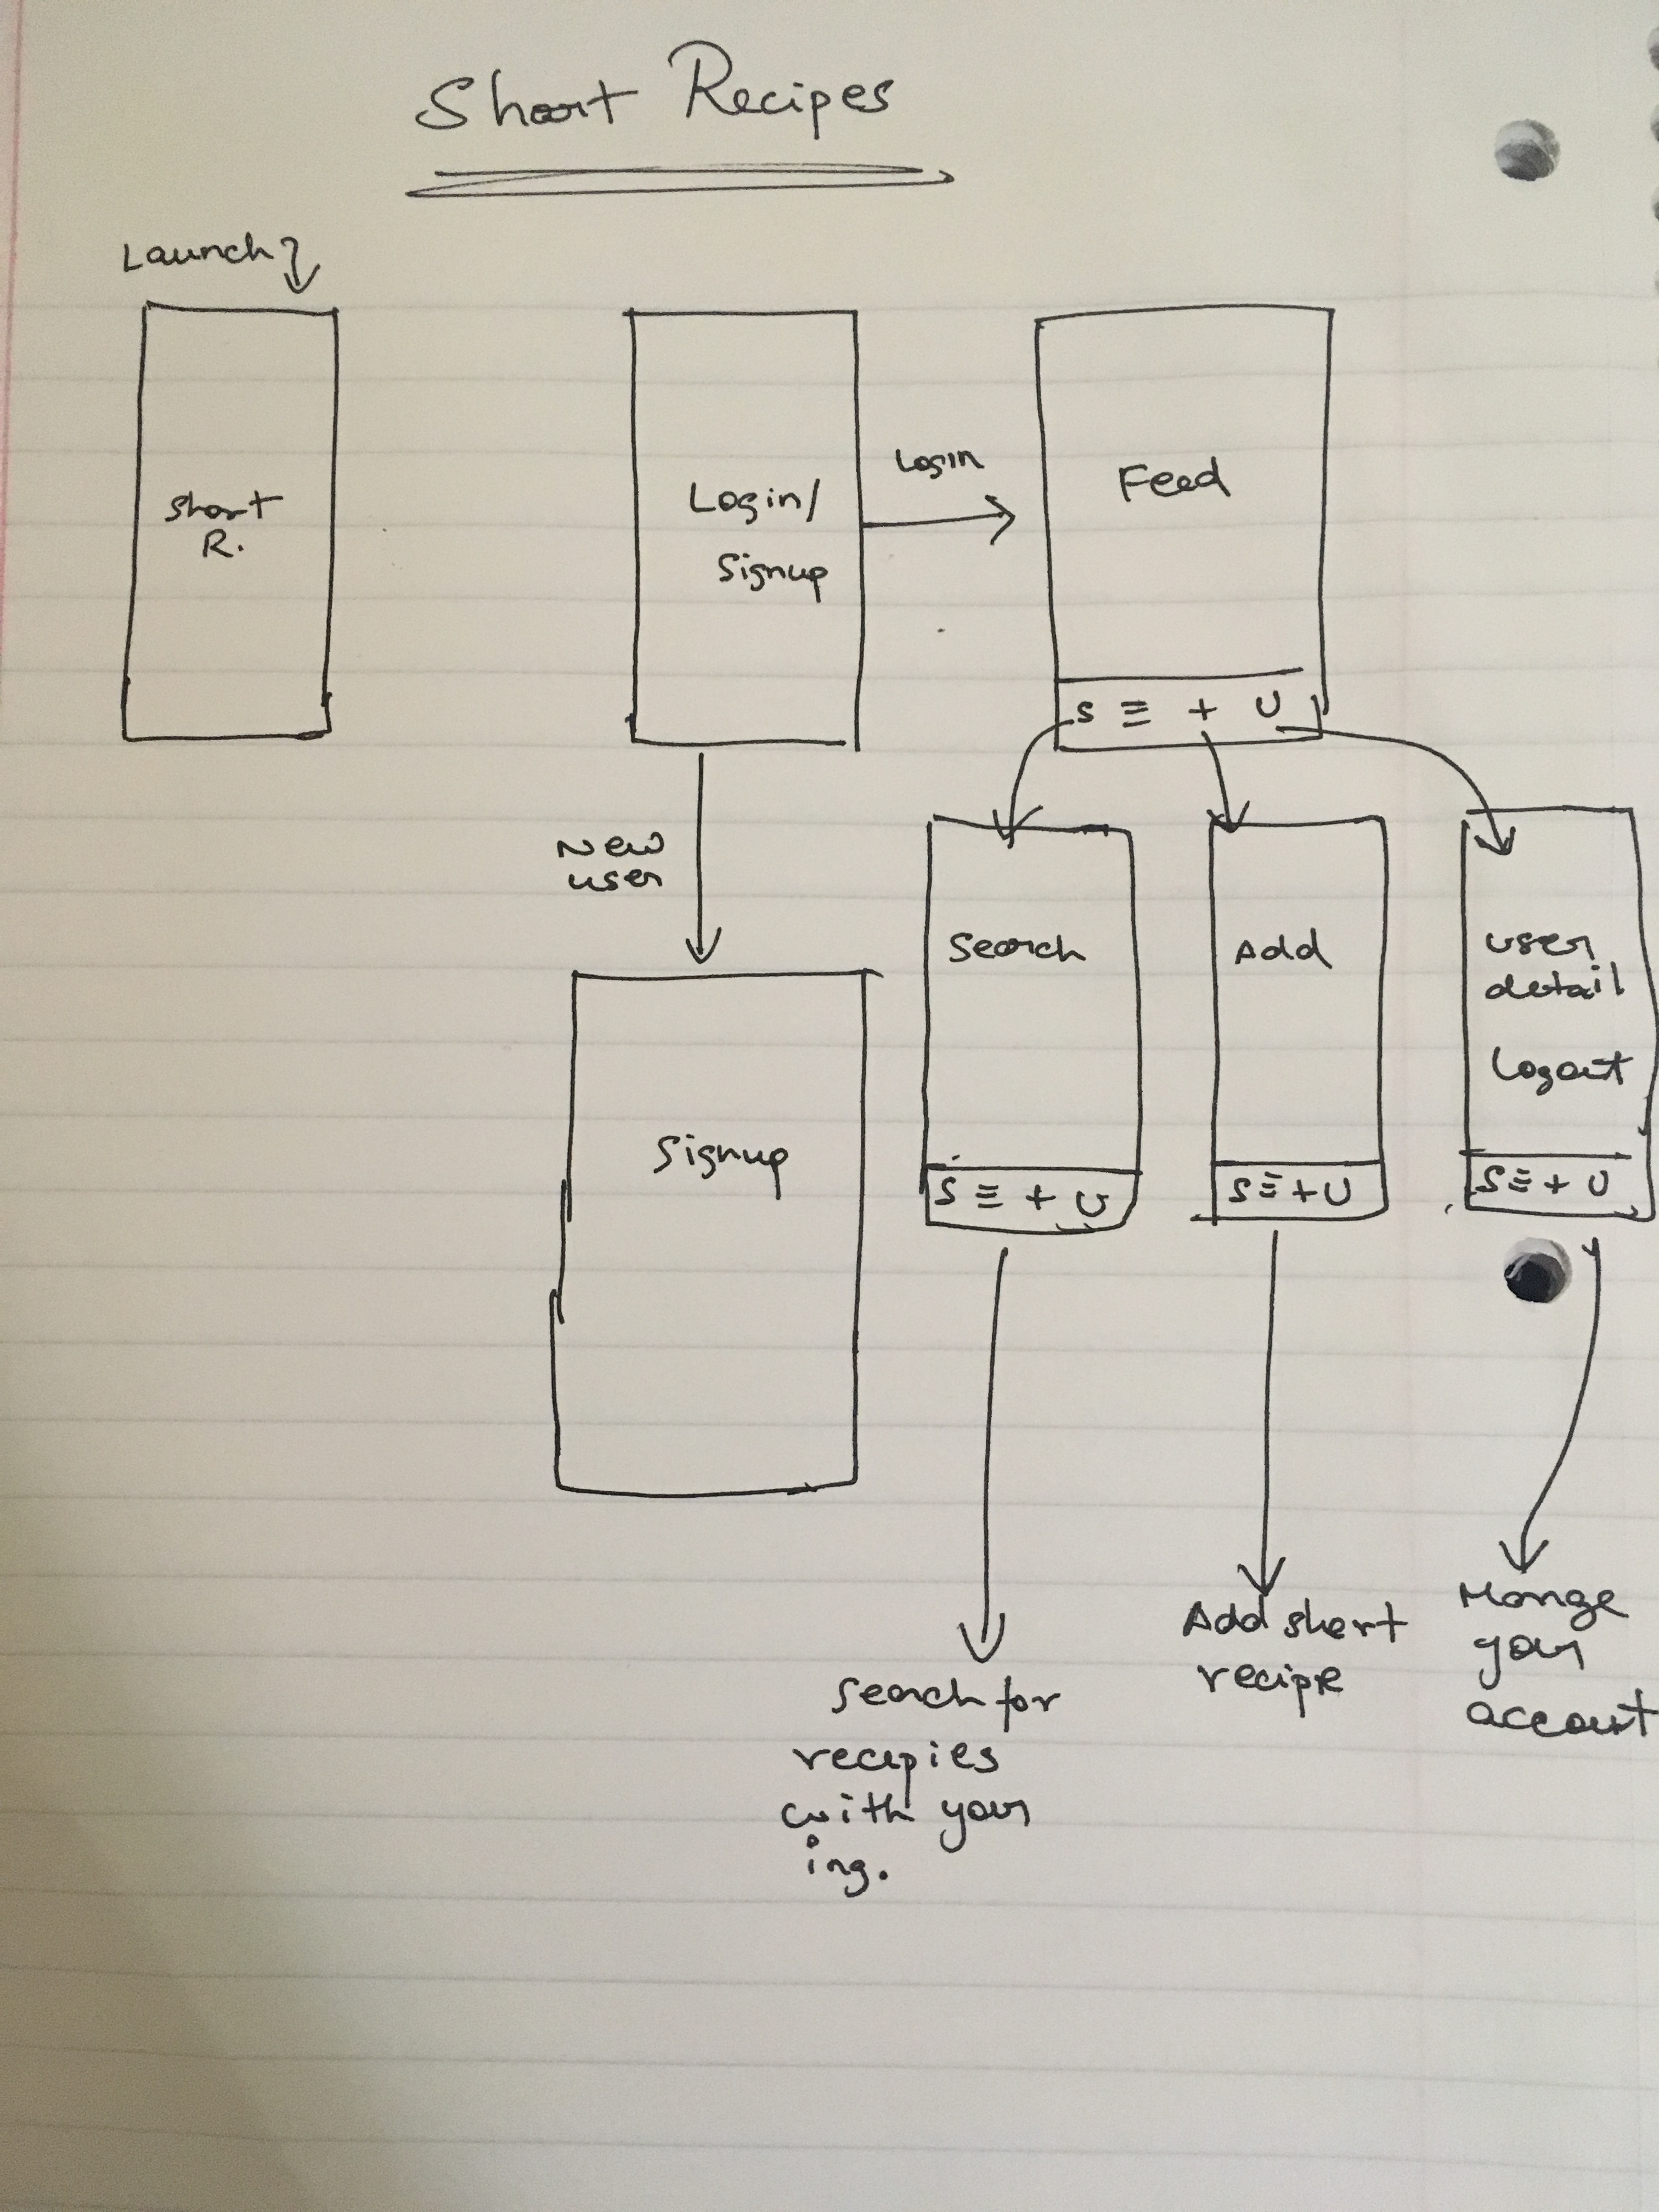 Short Recipes
Launch
Short
R.
Login/
Signup
Login
Feed
S ≡ + U
New
user
Search
S ≡ + U
Add
S ≡ + U
user
detail
Logout
S ≡ + U
Signup
Search for
recipies
with your
ing.
Add short
recipe
Mange
your
account